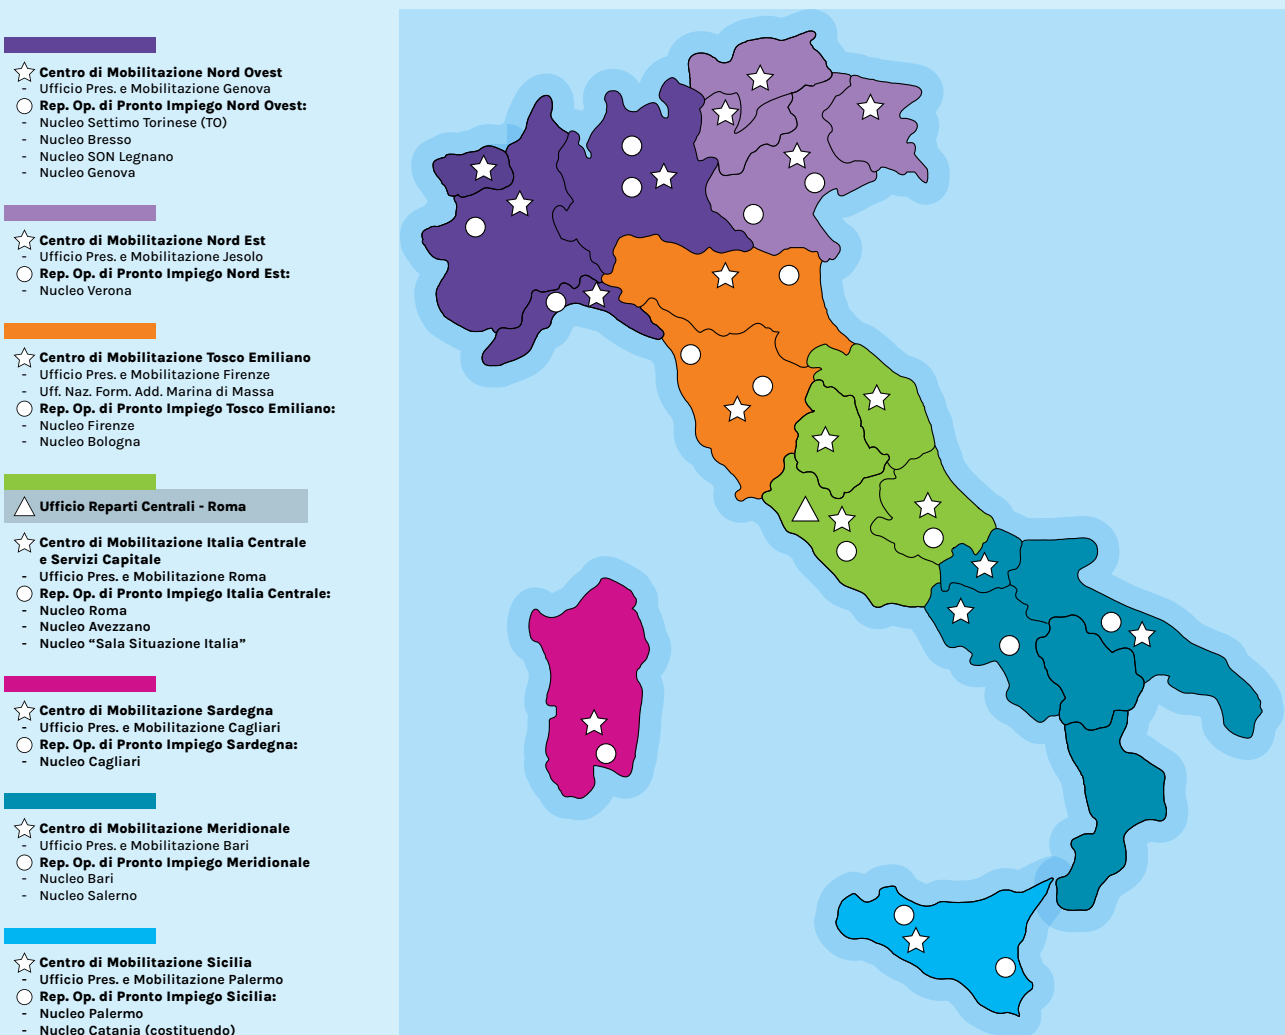 Centro di Mobilitazione Nord Ovest
- Ufficio Pres. e Mobilitazione Genova
Rep. Op. di Pronto Impiego Nord Ovest:
- Nucleo Settimo Torinese (TO)
- Nucleo Bresso
- Nucleo SON Legnano
- Nucleo Genova
Centro di Mobilitazione Nord Est
- Ufficio Pres. e Mobilitazione Jesolo
Rep. Op. di Pronto Impiego Nord Est:
- Nucleo Verona
Centro di Mobilitazione Tosco Emiliano
- Ufficio Pres. e Mobilitazione Firenze
- Uff. Naz. Form. Add. Marina di Massa
Rep. Op. di Pronto Impiego Tosco Emiliano:
- Nucleo Firenze
- Nucleo Bologna
Ufficio Reparti Centrali - Roma
Centro di Mobilitazione Italia Centrale
e Servizi Capitale
- Ufficio Pres. e Mobilitazione Roma
Rep. Op. di Pronto Impiego Italia Centrale:
- Nucleo Roma
- Nucleo Avezzano
- Nucleo “Sala Situazione Italia”
Centro di Mobilitazione Sardegna
- Ufficio Pres. e Mobilitazione Cagliari
Rep. Op. di Pronto Impiego Sardegna:
- Nucleo Cagliari
Centro di Mobilitazione Meridionale
- Ufficio Pres. e Mobilitazione Bari
Rep. Op. di Pronto Impiego Meridionale
- Nucleo Bari
- Nucleo Salerno
Centro di Mobilitazione Sicilia
- Ufficio Pres. e Mobilitazione Palermo
Rep. Op. di Pronto Impiego Sicilia:
- Nucleo Palermo
- Nucleo Catania (costituendo)